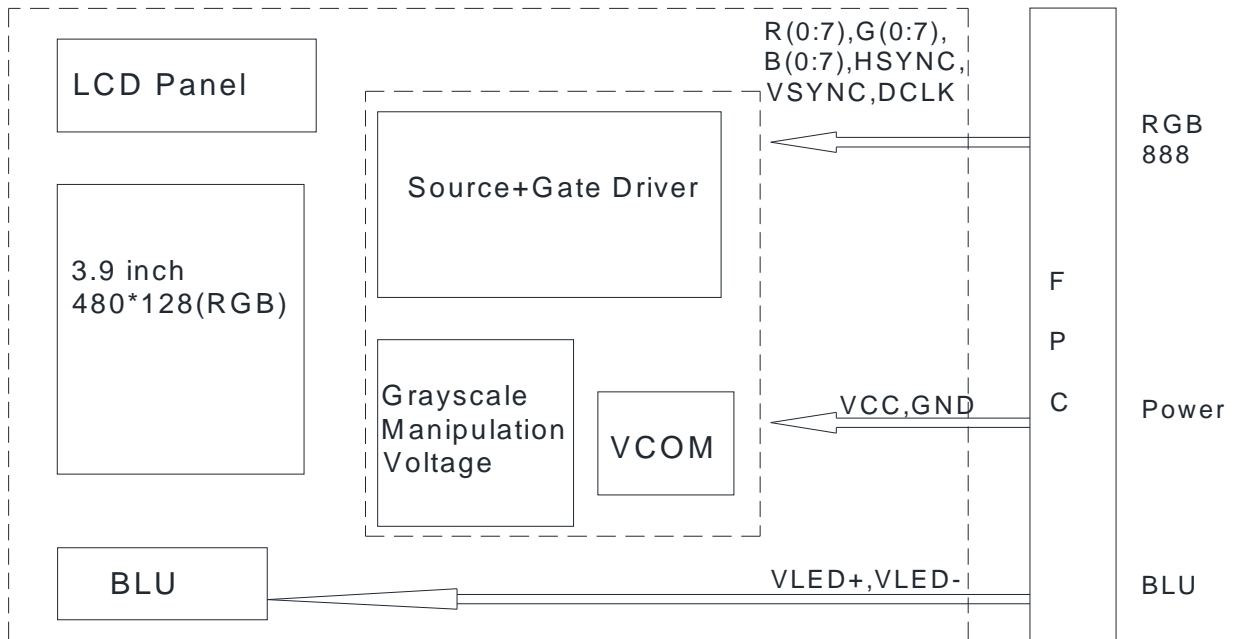 LCD Panel
R(0:7),G(0:7),
B(0:7),HSYNC,
VSYNC,DCLK
RGB
888
Source+Gate Driver
3.9 inch
480*128(RGB)
F
P
C
Grayscale
Manipulation
Voltage
VCOM
VCC,GND
Power
BLU
VLED+,VLED-
BLU